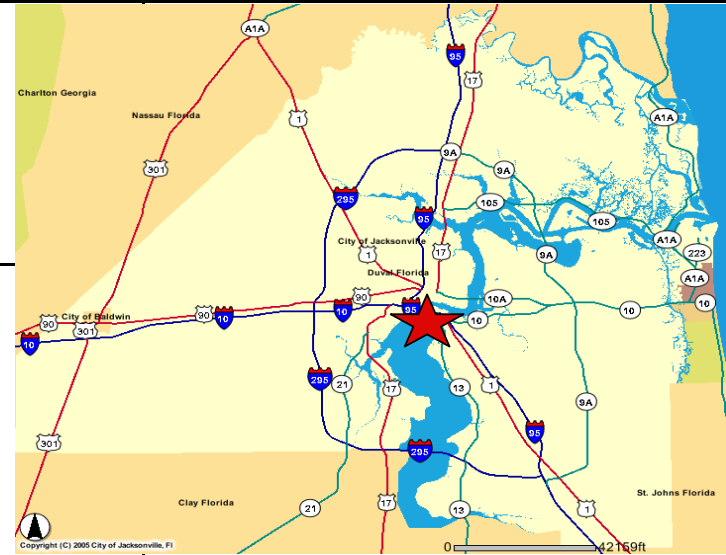 A1A
95
17
Charlton Georgia
Nassau Florida
1
A1A
9A
9A
301
295
105
95
105
City of Jacksonville
A1A
17
223
1
9A
Duval Florida
A1A
90
10A
95
10
90
10
10
10
City of Baldwin
10
90
301
10
295
21
17
13
1
9A
95
301
295
Clay Florida
St. Johns Florida
21
17
13
1
Copyright (C) 2005 City of Jacksonville, Fl
0
42159ft